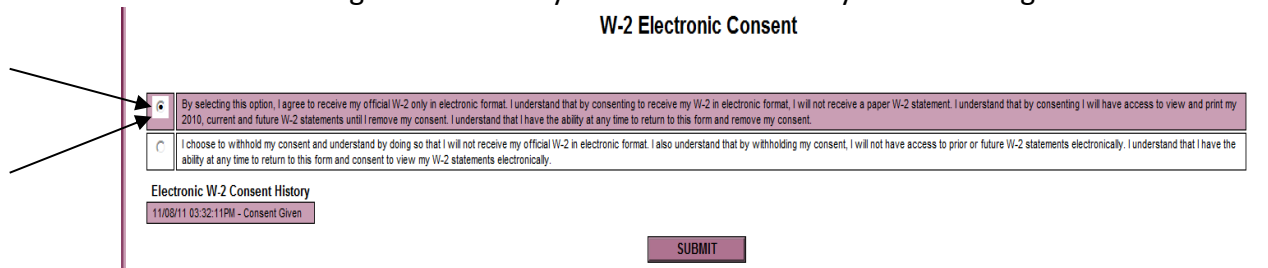 W-2 Electronic Consent
By selecting this option, I agree to receive my official W-2 only in electronic format. I understand that by consenting to receive my W-2 in electronic format, I will not receive a paper W-2 statement. I understand that by consenting I will have access to view and print my
2010, current and future W-2 statements until I remove my consent. I understand that I have the ability at any time to return to this form and remove my consent.
I choose to withhold my consent and understand by doing so that I will not receive my official W-2 in electronic format. I also understand that by withholding my consent, I will not have access to prior or future W-2 statements electronically. I understand that I have the
ability at any time to return to this form and consent to view my W-2 statements electronically.
Electronic W-2 Consent History
11/08/11 03:32:11PM - Consent Given
SUBMIT